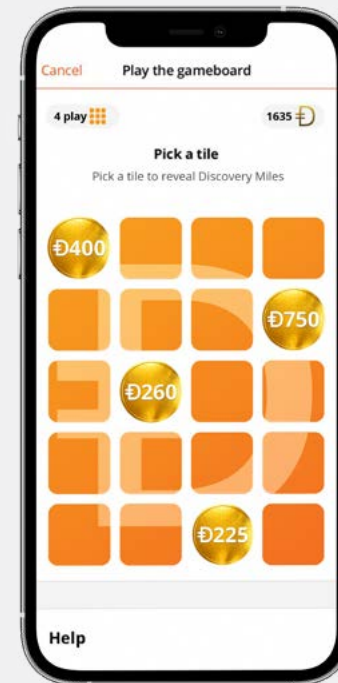 Cancel Play the gameboard
4 play 1635 Đ
Pick a tile
Pick a tile to reveal Discovery Miles
Đ400
Đ750
Đ260
Đ225
Help